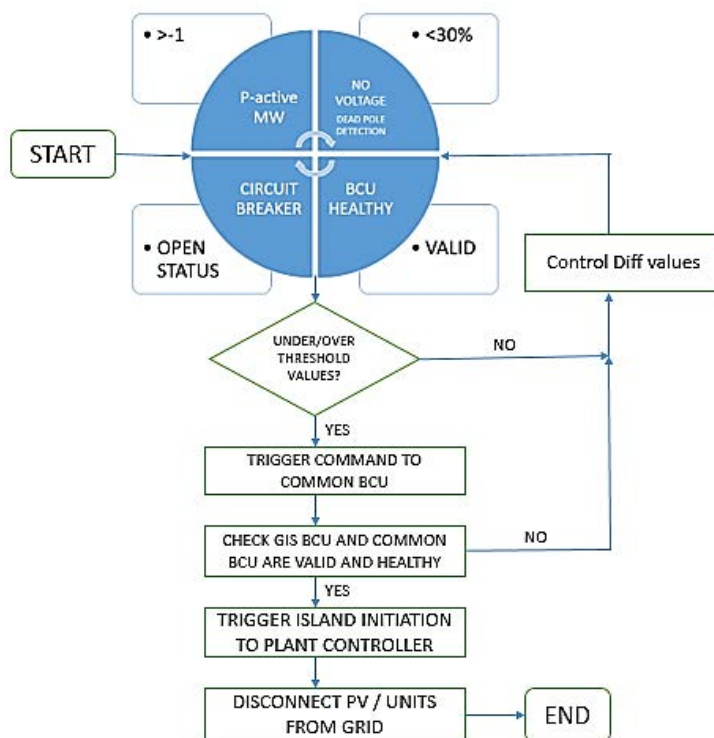 • >-1
• <30%
P-active
MW
NO
VOLTAGE
DEAD POLE
DETECTION
START
CIRCUIT
BREAKER
BCU
HEALTHY
• OPEN
STATUS
• VALID
Control Diff values
UNDER/OVER
THRESHOLD
VALUES?
NO
YES
TRIGGER COMMAND TO
COMMON BCU
CHECK GIS BCU AND COMMON
BCU ARE VALID AND HEALTHY
NO
YES
TRIGGER ISLAND INITIATION
TO PLANT CONTROLLER
DISCONNECT PV / UNITS
FROM GRID
END